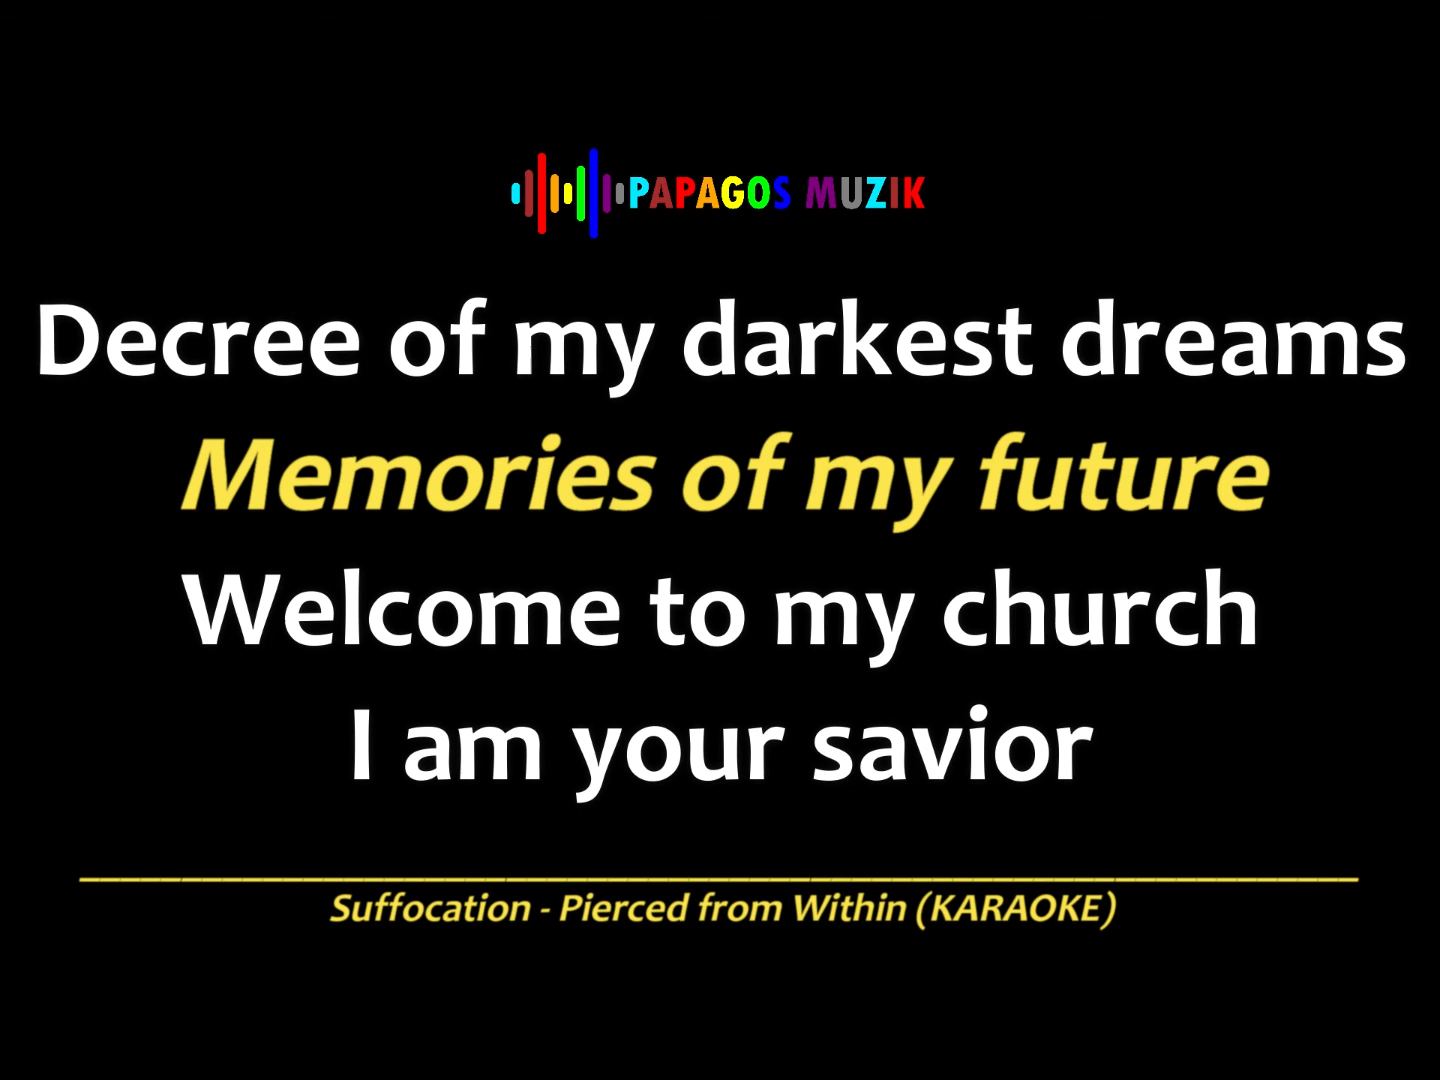 PAPAGOS MUZIK
Decree of my darkest dreams
Memories of my future
Welcome to my church
I am your savior
Suffocation - Pierced from Within (KARAOKE)